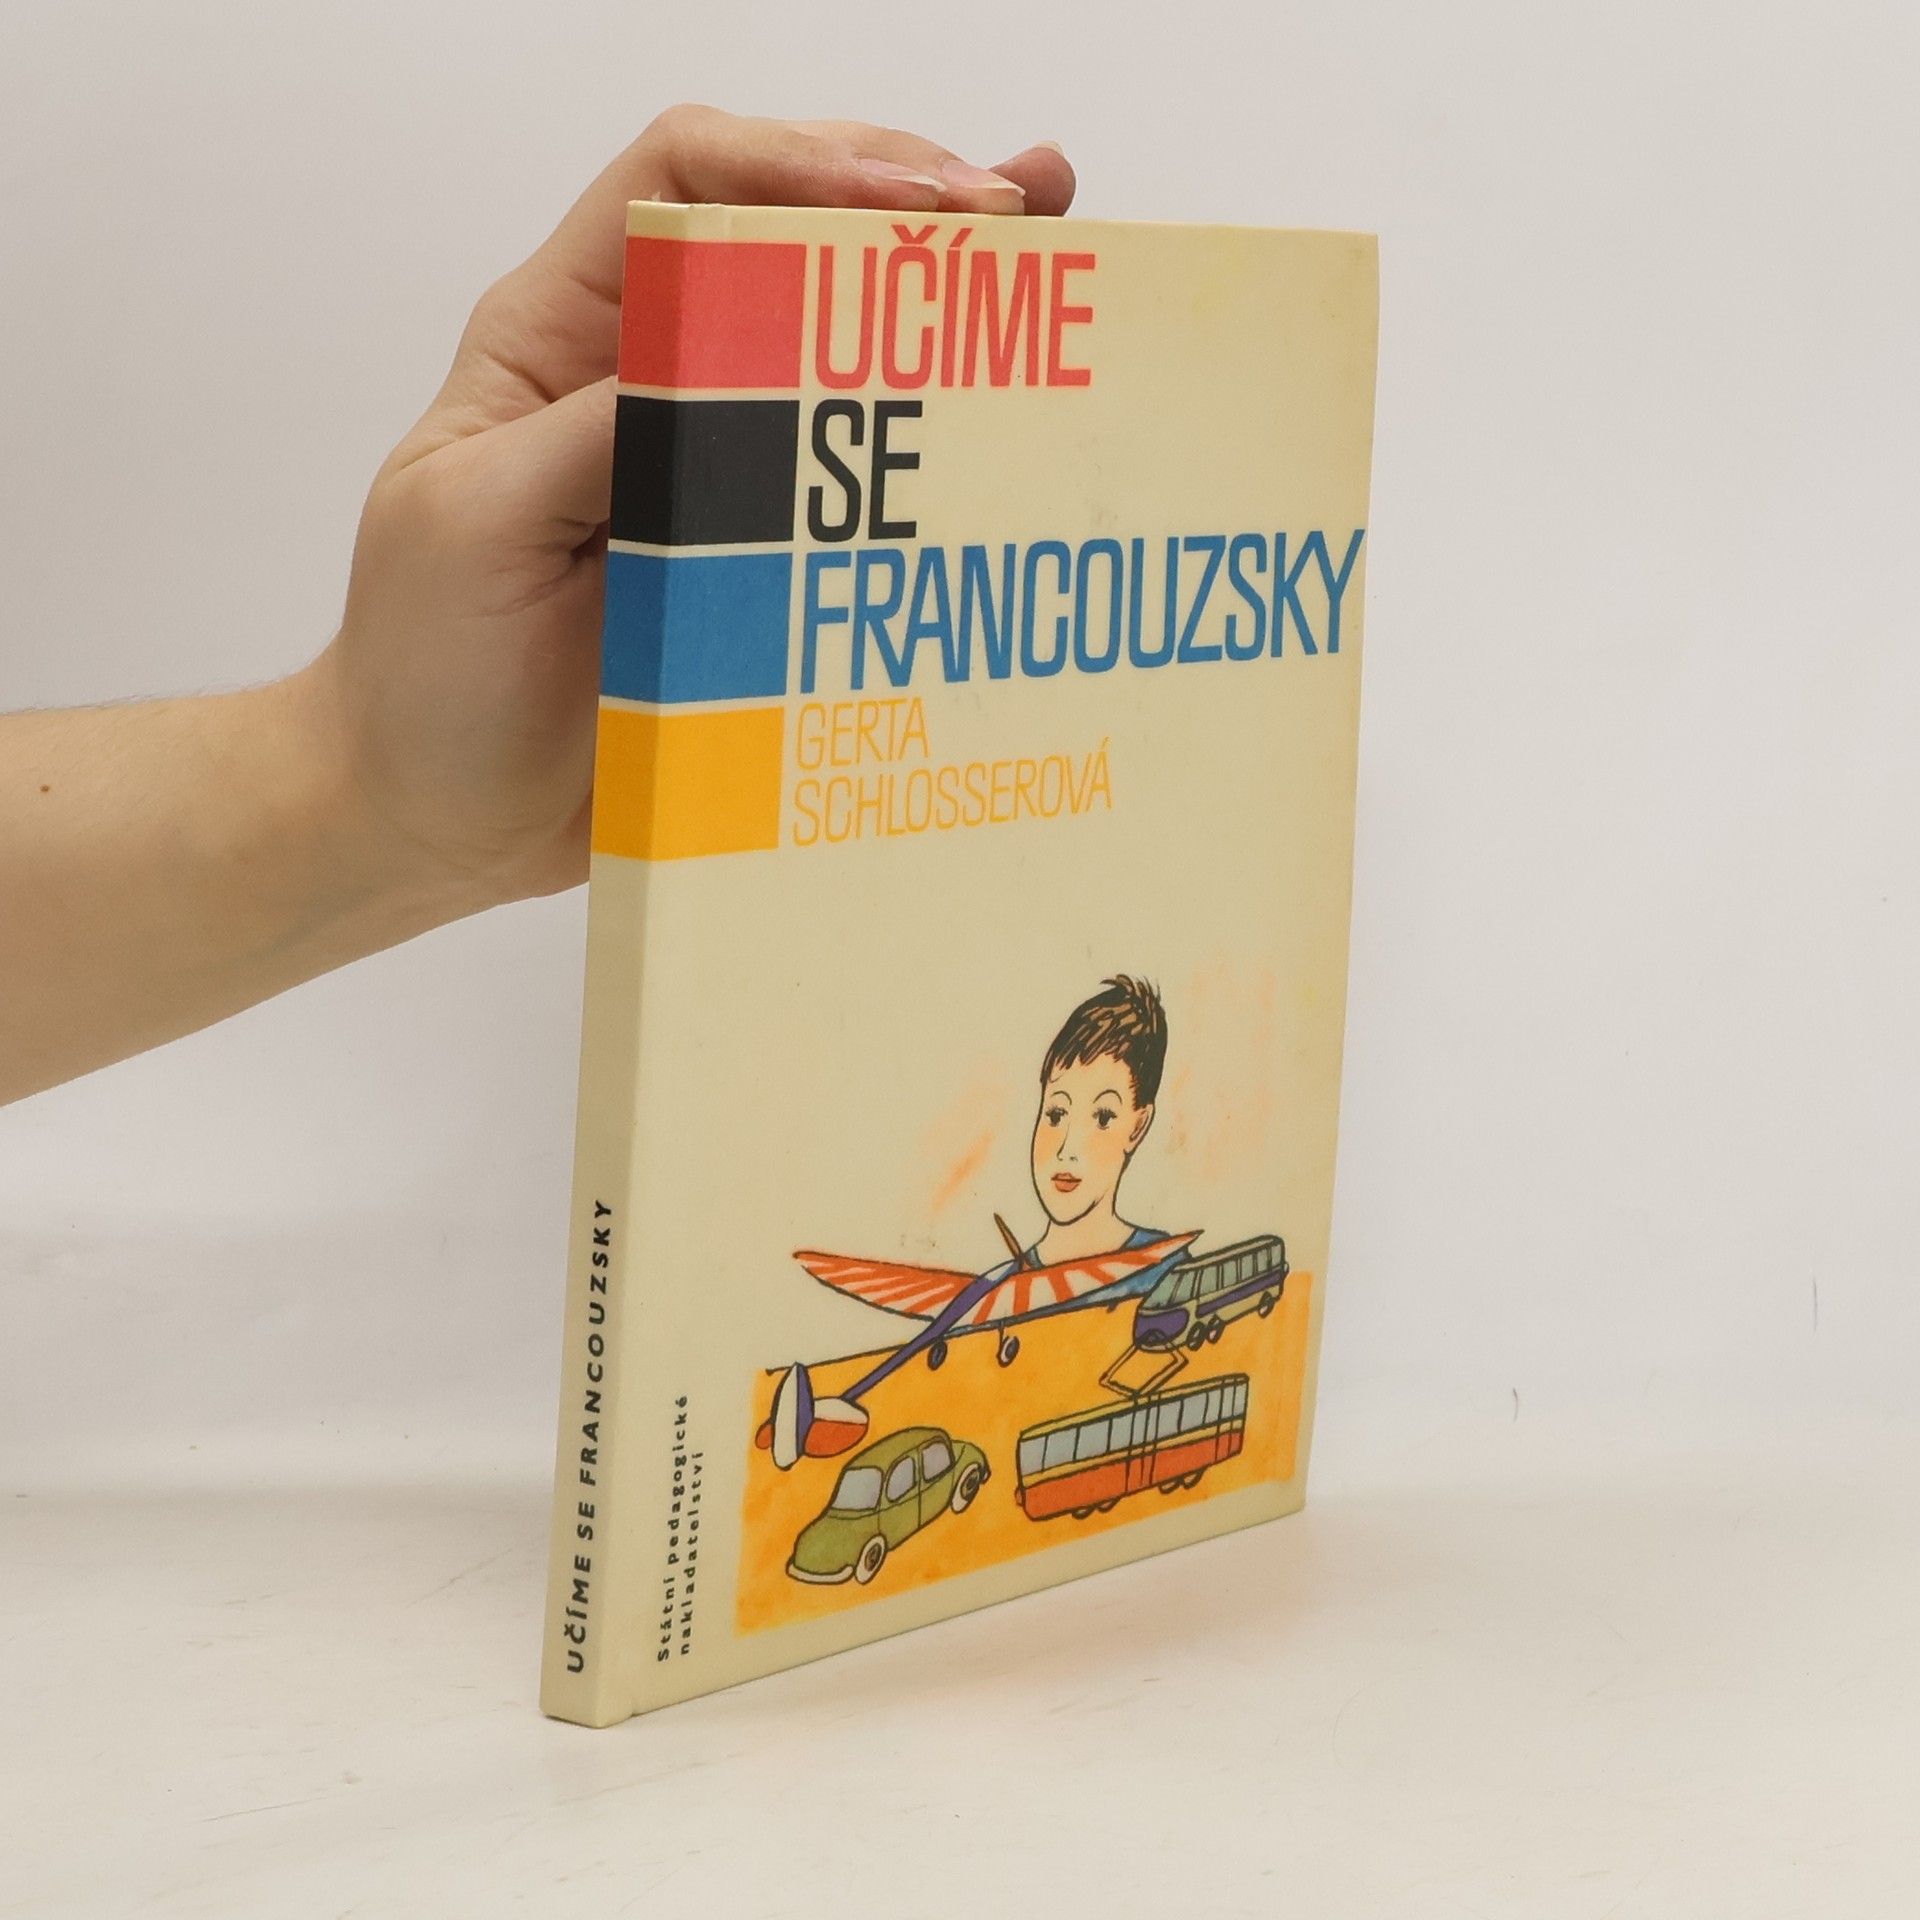 UČÍME
SE
FRANCOUZSKY
GERTA
SCHLOSSEROVÁ
Státní pedagogické
nakladatelství
UČÍME SE FRANCOUZSKY